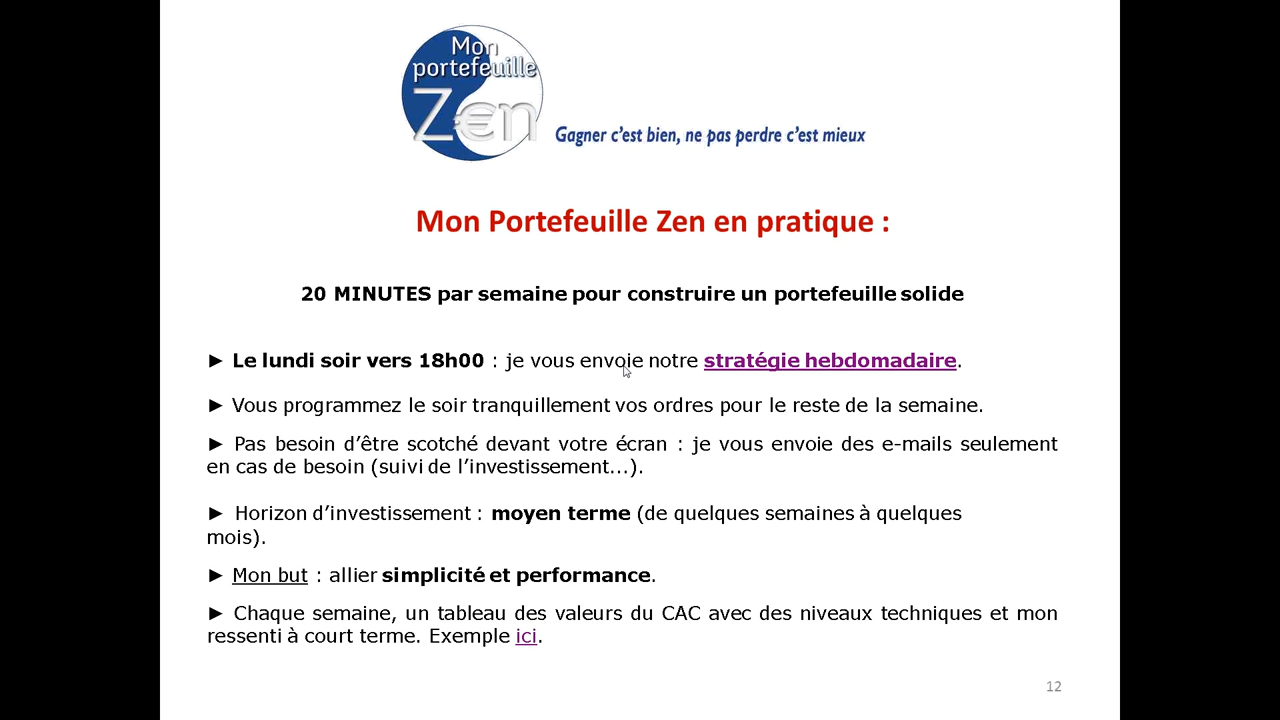 Mon
portefeuille
Z€n
Gagner c'est bien, ne pas perdre c'est mieux
Mon Portefeuille Zen en pratique :
20 MINUTES par semaine pour construire un portefeuille solide
► Le lundi soir vers 18h00 : je vous envoie notre stratégie hebdomadaire.
► Vous programmez le soir tranquillement vos ordres pour le reste de la semaine.
► Pas besoin d’être scotché devant votre écran : je vous envoie des e-mails seulement
en cas de besoin (suivi de l’investissement…).
► Horizon d’investissement : moyen terme (de quelques semaines à quelques
mois).
► Mon but : allier simplicité et performance.
► Chaque semaine, un tableau des valeurs du CAC avec des niveaux techniques et mon
ressenti à court terme. Exemple ici.
12